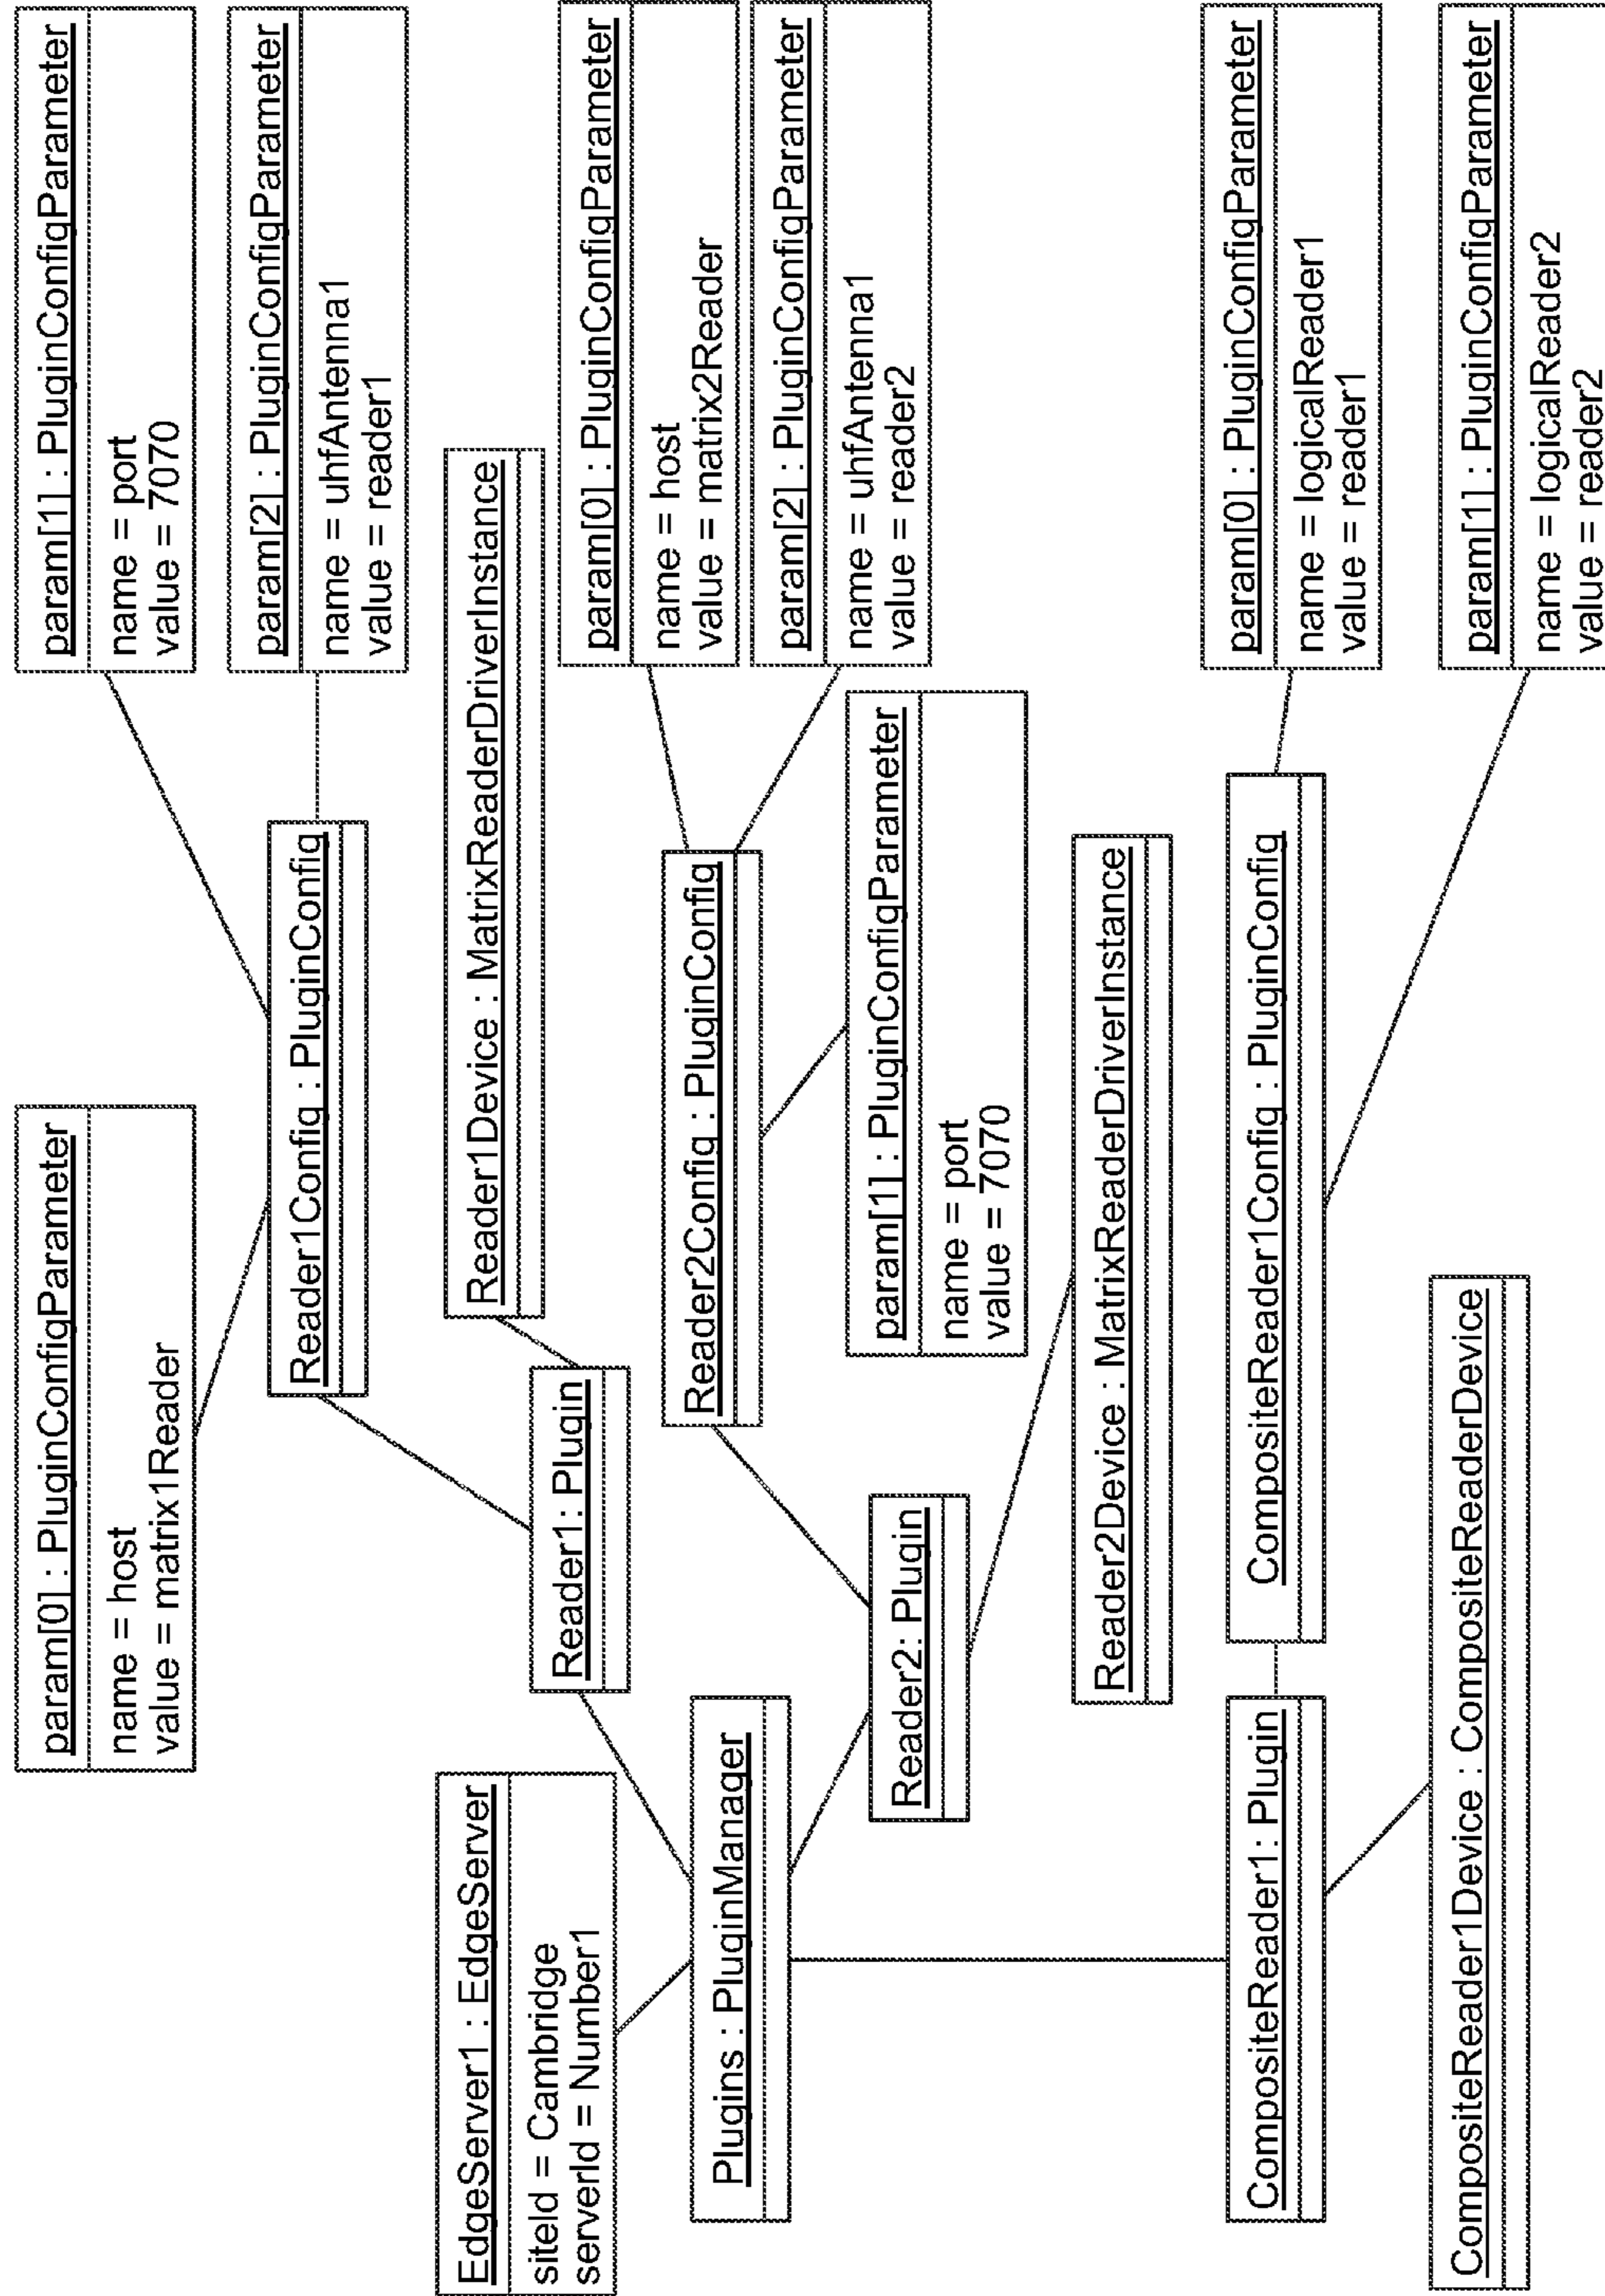 param[0] : PluginConfigParameter
name = host
value = matrix1Reader
param[1] : PluginConfigParameter
name = port
value = 7070
Reader1Config : PluginConfig
param[2] : PluginConfigParameter
name = uhfAntenna1
value = reader1
EdgeServer1 : EdgeServer
siteId = Cambridge
serverId = Number1
Reader1Device : MatrixReaderDriverInstance
Reader1: Plugin
param[0] : PluginConfigParameter
name = host
value = matrix2Reader
Plugins : PluginManager
Reader2Config : PluginConfig
param[2] : PluginConfigParameter
name = uhfAntenna1
value = reader2
Reader2: Plugin
param[1] : PluginConfigParameter
name = port
value = 7070
Reader2Device : MatrixReaderDriverInstance
CompositeReader1: Plugin
CompositeReader1Config : PluginConfig
param[0] : PluginConfigParameter
name = logicalReader1
value = reader1
CompositeReader1Device : CompositeReaderDevice
param[1] : PluginConfigParameter
name = logicalReader2
value = reader2